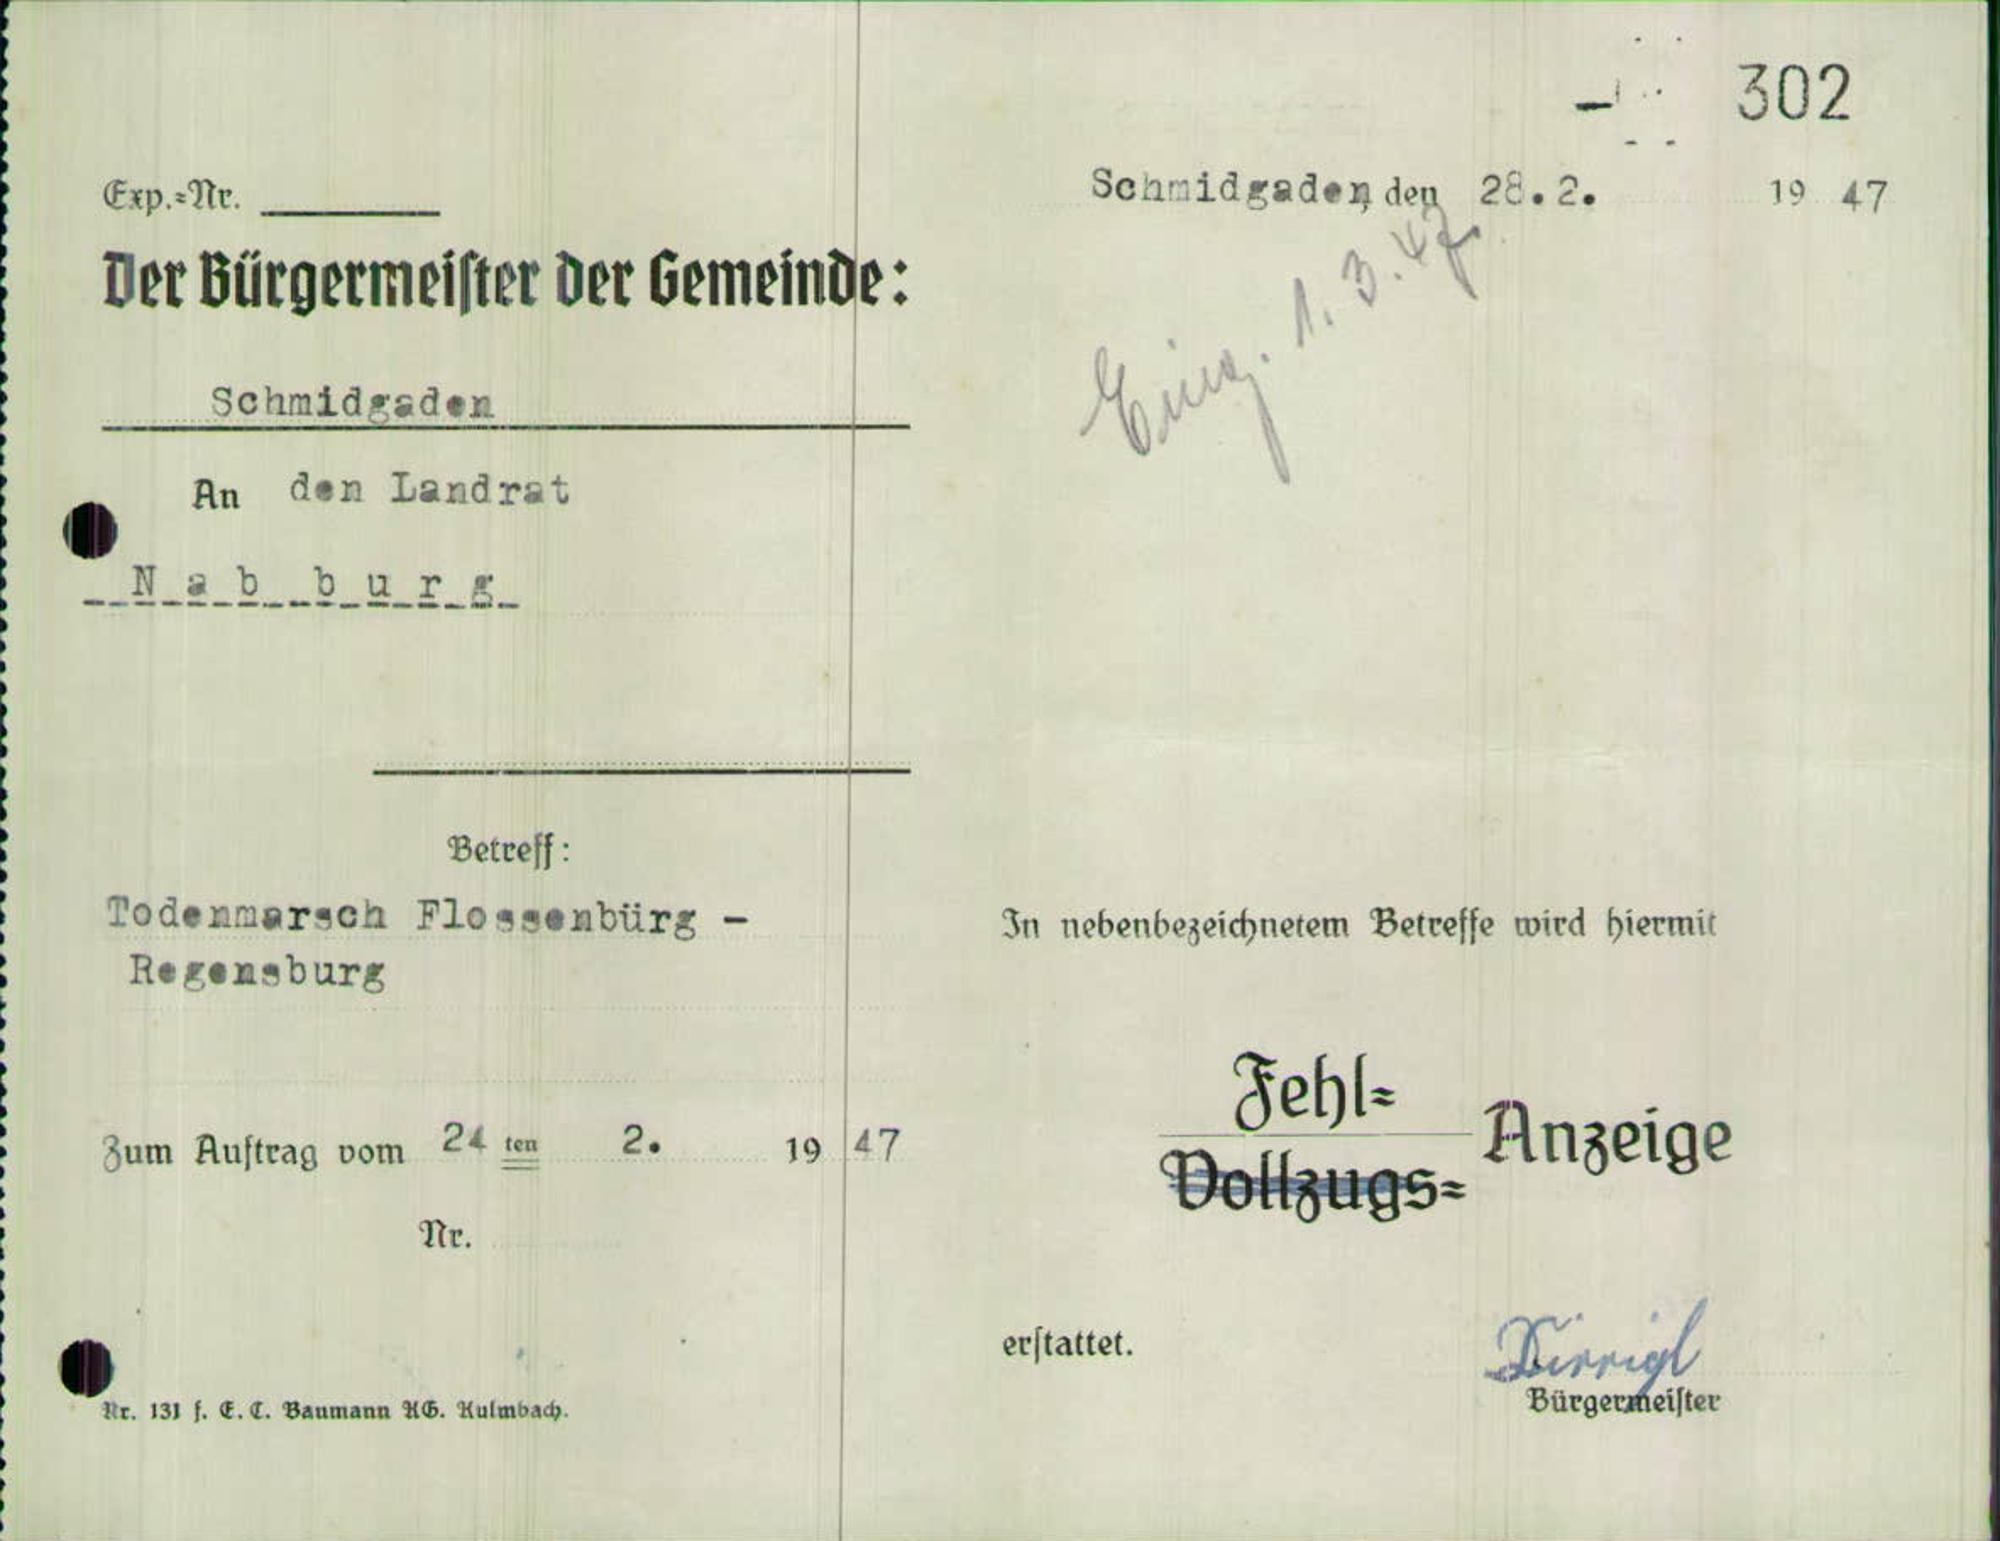 302
Exp.=Nr.
Schmidgaden, den 28.2. 1947
Der Bürgermeister der Gemeinde:
Eing. 1.3.47.
Schmidgaden
An den Landrat
N a b b u r g
Betreff:
Todenmarsch Flossenbürg -
Regensburg
In nebenbezeichnetem Betreffe wird hiermit
Fehl=
Vollzugs= Anzeige
Zum Auftrag vom 24 ten 2. 1947
Nr.
erstattet.
Dirrigl
Bürgermeister
Nr. 131 f. E. C. Baumann AG. Kulmbach.